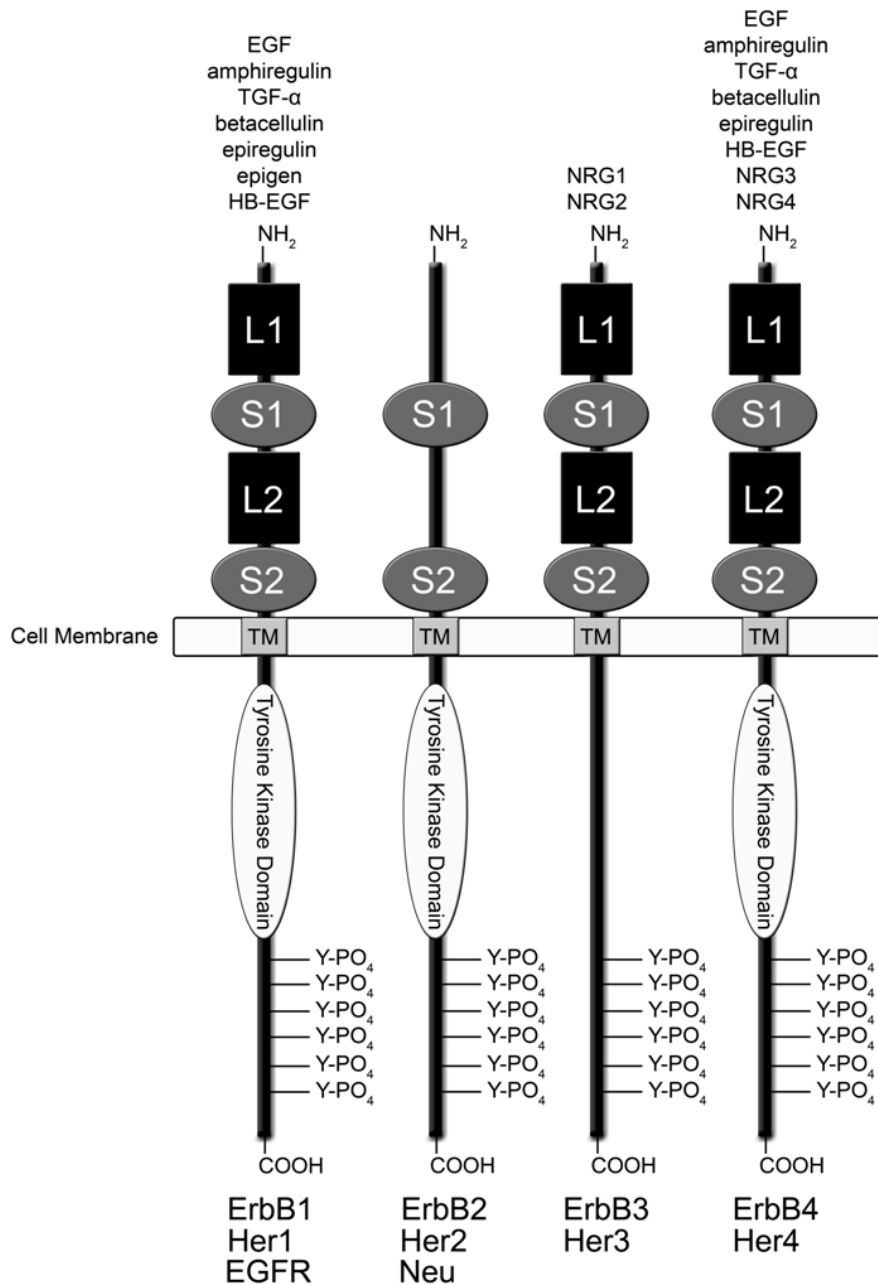 EGF
amphiregulin
TGF-α
betacellulin
epiregulin
epigen
HB-EGF
NH2
L1
S1
L2
S2
TM
Tyrosine Kinase Domain
Y-PO4
Y-PO4
Y-PO4
Y-PO4
Y-PO4
Y-PO4
COOH
ErbB1
Her1
EGFR
NH2
S1
S2
TM
Tyrosine Kinase Domain
Y-PO4
Y-PO4
Y-PO4
Y-PO4
Y-PO4
Y-PO4
COOH
ErbB2
Her2
Neu
NRG1
NRG2
NH2
L1
S1
L2
S2
TM
Y-PO4
Y-PO4
Y-PO4
Y-PO4
Y-PO4
Y-PO4
COOH
ErbB3
Her3
EGF
amphiregulin
TGF-α
betacellulin
epiregulin
HB-EGF
NRG3
NRG4
NH2
L1
S1
L2
S2
TM
Tyrosine Kinase Domain
Y-PO4
Y-PO4
Y-PO4
Y-PO4
Y-PO4
Y-PO4
COOH
ErbB4
Her4
Cell Membrane